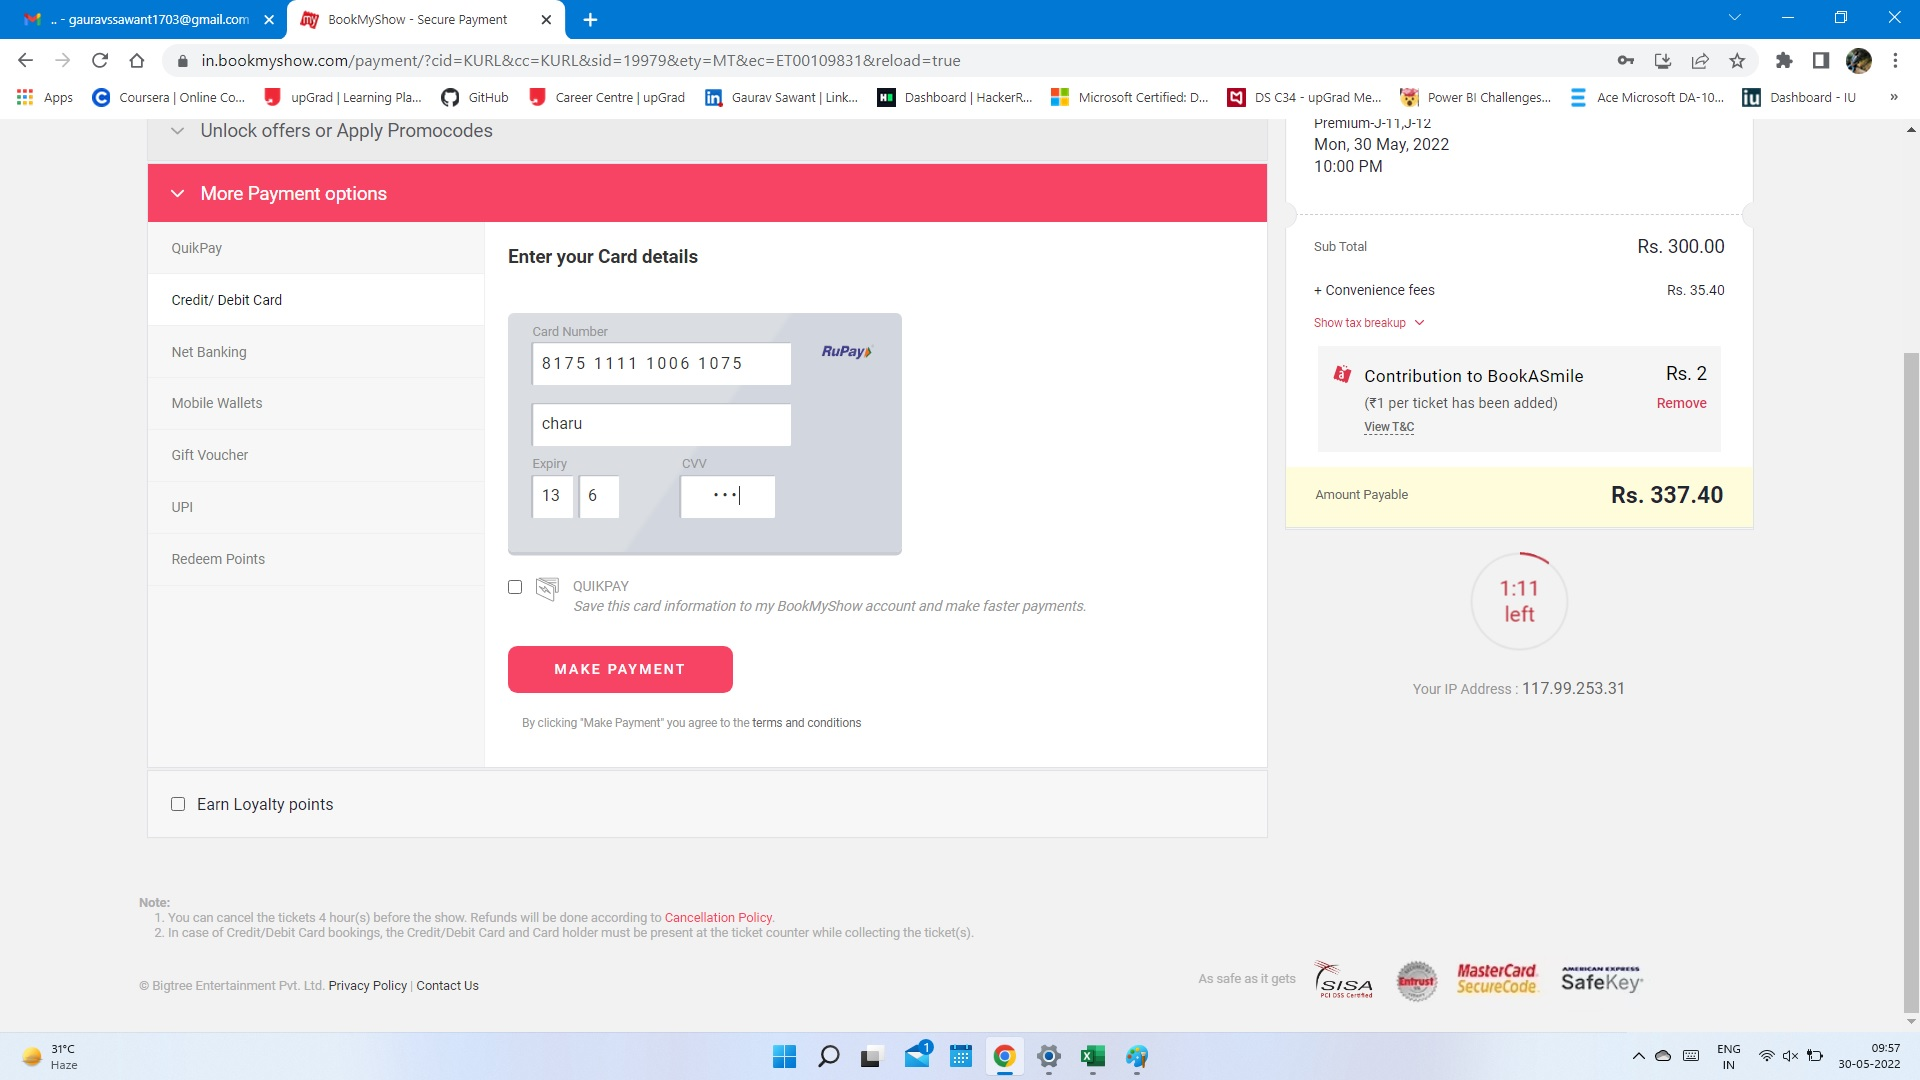 .. - gauravssawant1703@gmail.com
BookMyShow - Secure Payment
in.bookmyshow.com/payment/?cid=KURL&cc=KURL&sid=19979&ety=MT&ec=ET00109831&reload=true
Apps
Coursera | Online Co...
upGrad | Learning Pla...
GitHub
Career Centre | upGrad
Gaurav Sawant | Link...
Dashboard | HackerR...
Microsoft Certified: D...
DS C34 - upGrad Me...
Power BI Challenges...
Ace Microsoft DA-10...
Dashboard - IU
Unlock offers or Apply Promocodes
More Payment options
QuikPay
Credit/ Debit Card
Net Banking
Mobile Wallets
Gift Voucher
UPI
Redeem Points
Enter your Card details
Card Number
8175 1111 1006 1075
RuPay
charu
Expiry
CVV
13
6
•••
QUIKPAY
Save this card information to my BookMyShow account and make faster payments.
MAKE PAYMENT
By clicking "Make Payment" you agree to the terms and conditions
Earn Loyalty points
Premium-J-11,J-12
Mon, 30 May, 2022
10:00 PM
Sub Total
Rs. 300.00
+ Convenience fees
Rs. 35.40
Show tax breakup
Contribution to BookASmile
Rs. 2
(₹1 per ticket has been added)
Remove
View T&C
Amount Payable
Rs. 337.40
1:11
left
Your IP Address : 117.99.253.31
Note:
1. You can cancel the tickets 4 hour(s) before the show. Refunds will be done according to Cancellation Policy.
2. In case of Credit/Debit Card bookings, the Credit/Debit Card and Card holder must be present at the ticket counter while collecting the ticket(s).
© Bigtree Entertainment Pvt. Ltd. Privacy Policy | Contact Us
As safe as it gets
SISA
PCI DSS Certified
Entrust
MasterCard
SecureCode
AMERICAN EXPRESS
SafeKey
31°C
Haze
1
ENG
IN
09:57
30-05-2022